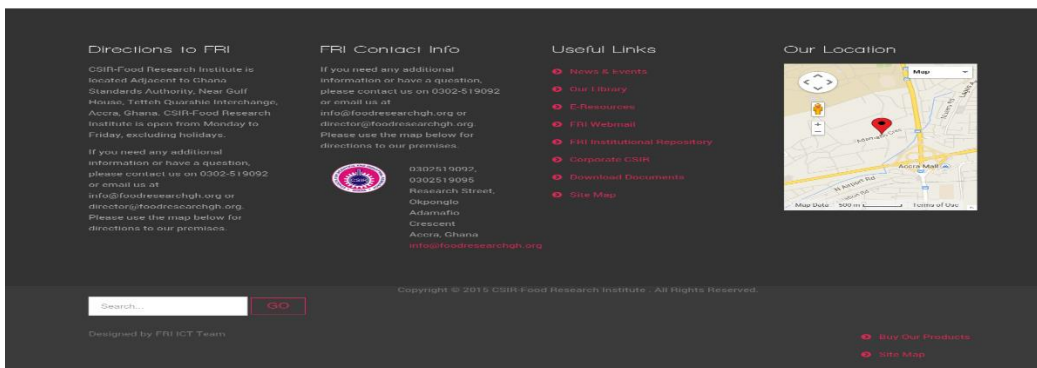 Directions to FRI
CSIR-Food Research Institute is
located Adjacent to Ghana
Standards Authority, Near Gulf
House, Tetteh Quarshie Interchange,
Accra, Ghana. CSIR-Food Research
Institute is open from Monday to
Friday, excluding holidays.
If you need any additional
information or have a question,
please contact us on 0302-519092
or email us at
info@foodresearchgh.org or
director@foodresearchgh.org.
Please use the map below for
directions to our premises.
FRI Contact Info
If you need any additional
information or have a question,
please contact us on 0302-519092
or email us at
info@foodresearchgh.org or
director@foodresearchgh.org.
Please use the map below for
directions to our premises.
CSIR
0302519092,
0302519095
Research Street,
Okponglo
Adamafio
Crescent
Accra, Ghana
info@foodresearchgh.org
Useful Links
News & Events
Our Library
E-Resources
FRI Webmail
FRI Institutional Repository
Corporate CSIR
Download Documents
Site Map
Our Location
Map
Accra Mall
N Airport Rd
Map Data
500 m
Terms of Use
Copyright © 2015 CSIR-Food Research Institute . All Rights Reserved.
Search...
GO
Designed by FRI ICT Team
Buy Our Products
Site Map